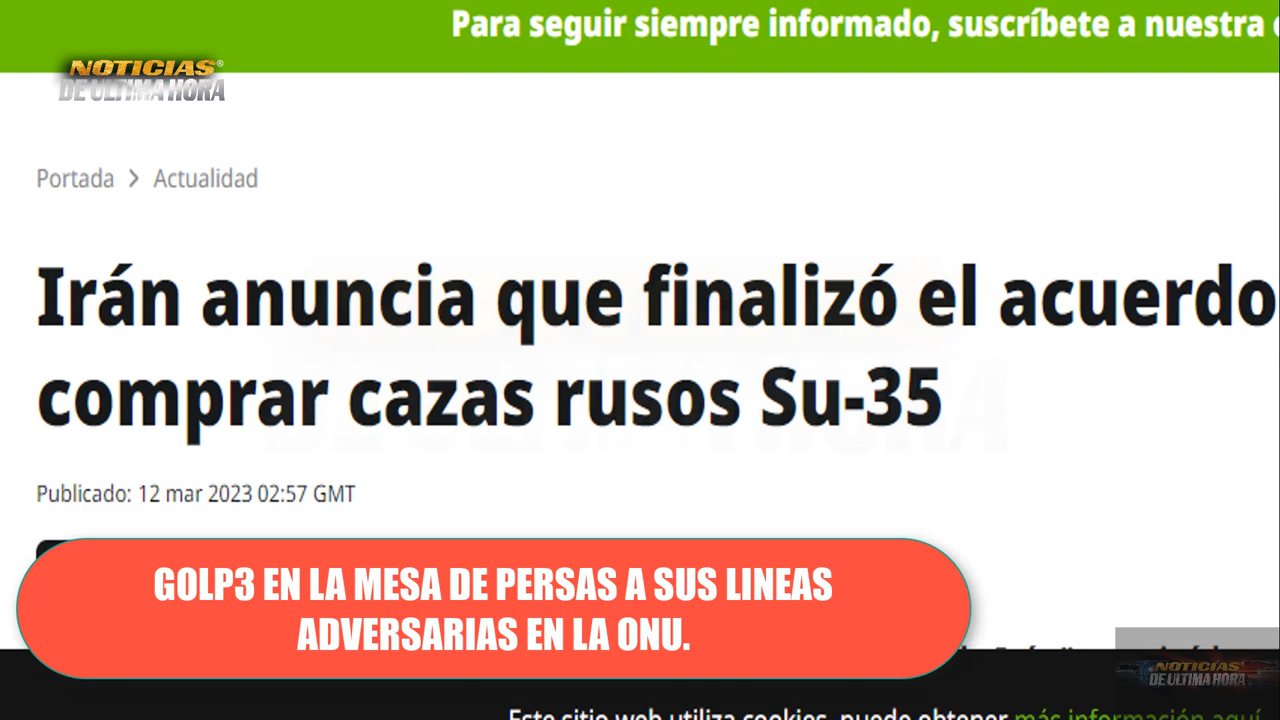 Para seguir siempre informado, suscríbete a nuestra
NOTICIAS®
DE ULTIMA HORA
Portada > Actualidad
Irán anuncia que finalizó el acuerdo
comprar cazas rusos Su-35
Publicado: 12 mar 2023 02:57 GMT
GOLP3 EN LA MESA DE PERSAS A SUS LINEAS
ADVERSARIAS EN LA ONU.
NOTICIAS
DE ULTIMA HORA
Este sitio web utiliza cookies, puede obtener más información aquí